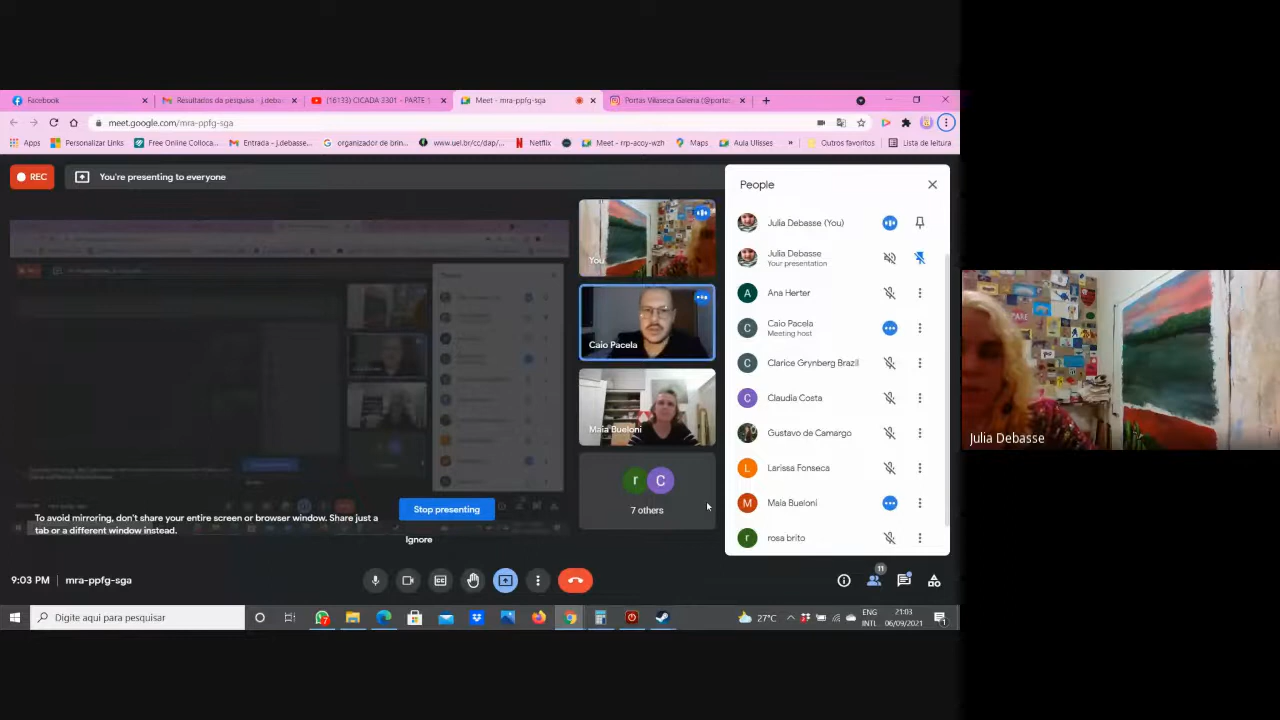 Facebook
Resultados da pesquisa - j.deba
(16133) CICADA 3301 - PARTE 1
Meet - mra-ppfg-sga
Portas Vilaseca Galeria (@portas
meet.google.com/mra-ppfg-sga
Apps
Personalizar Links
Free Online Colloca...
Entrada - j.debasse...
organizador de brin...
www.uel.br/cc/dap/...
Netflix
Meet - rrp-accy-wzh
Maps
Aula Ulisses
»
Outros favoritos
Lista de leitura
REC
You're presenting to everyone
People
Julia Debasse (You)
Julia Debasse
Your presentation
Ana Herter
Caio Pacela
Meeting host
Clarice Grynberg Brazil
Claudia Costa
Gustavo de Camargo
Larissa Fonseca
Maia Bueloni
rosa brito
You
Caio Pacela
Maia Bueloni
7 others
To avoid mirroring, don't share your entire screen or browser window. Share just a
tab or a different window instead.
Stop presenting
Ignore
9:03 PM | mra-ppfg-sga
11
Digite aqui para pesquisar
27°C
ENG
INTL
21:03
06/09/2021
Julia Debasse